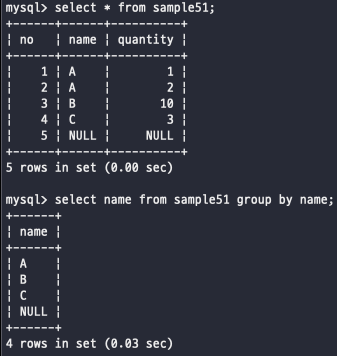 mysql> select * from sample51;
+------+------+----------+
| no   | name | quantity |
+------+------+----------+
|    1 | A    |        1 |
|    2 | A    |        2 |
|    3 | B    |       10 |
|    4 | C    |        3 |
|    5 | NULL |     NULL |
+------+------+----------+
5 rows in set (0.00 sec)

mysql> select name from sample51 group by name;
+------+
| name |
+------+
| A    |
| B    |
| C    |
| NULL |
+------+
4 rows in set (0.03 sec)